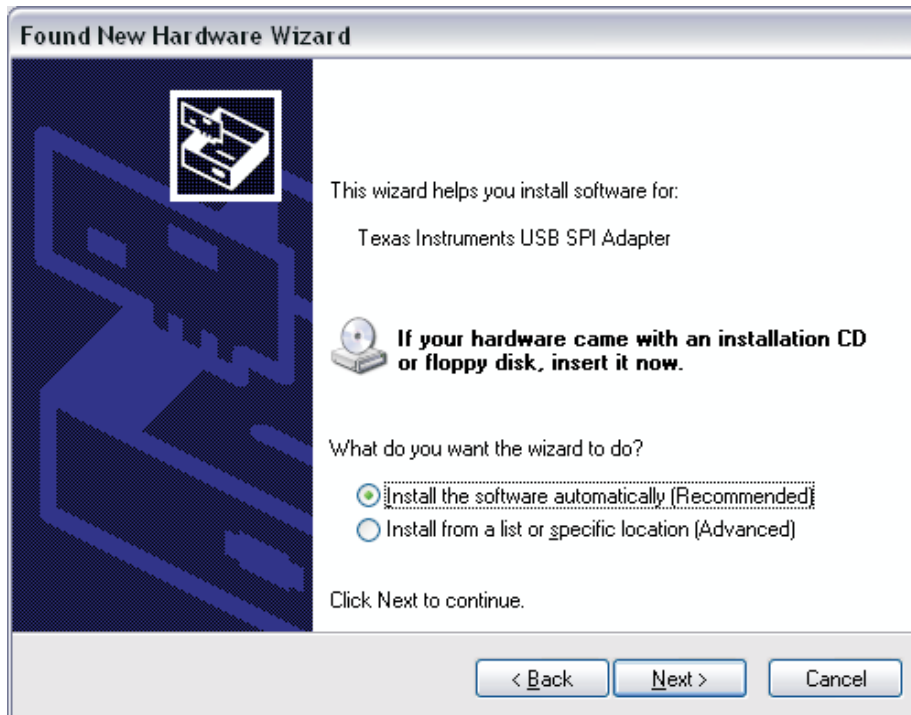 Found New Hardware Wizard
This wizard helps you install software for:
Texas Instruments USB SPI Adapter
If your hardware came with an installation CD
or floppy disk, insert it now.
What do you want the wizard to do?
Install the software automatically (Recommended)
Install from a list or specific location (Advanced)
Click Next to continue.
< Back Next > Cancel